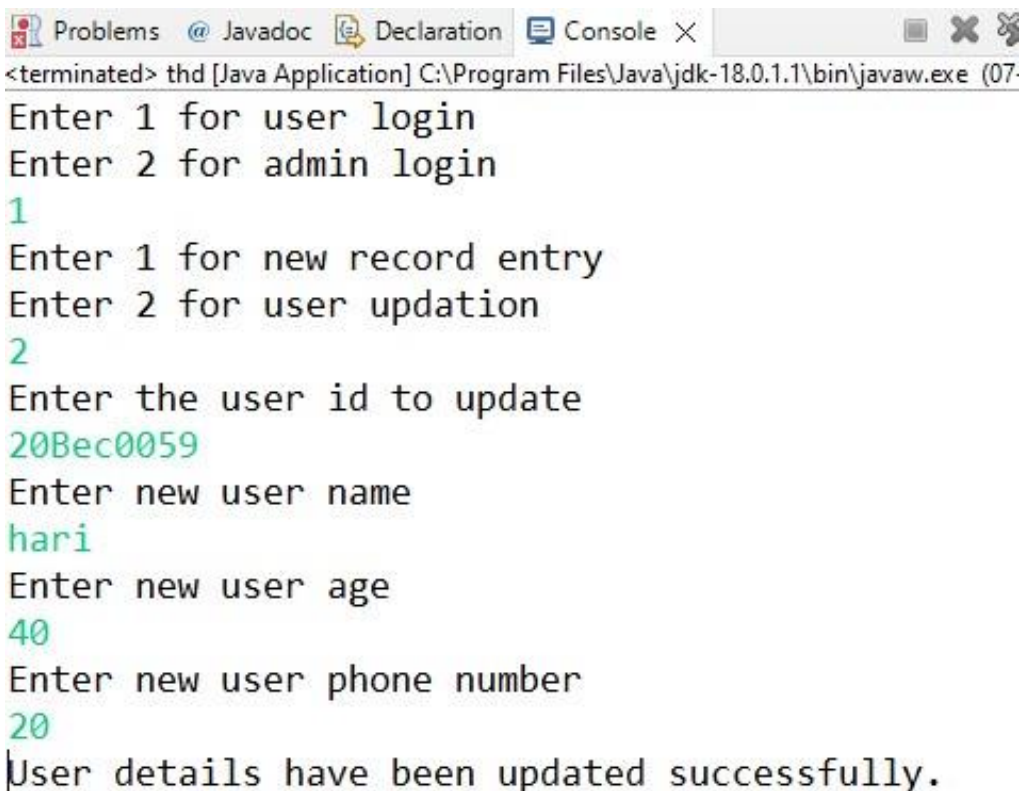 Problems @ Javadoc Declaration Console
<terminated> thd [Java Application] C:\Program Files\Java\jdk-18.0.1.1\bin\javaw.exe (07-
Enter 1 for user login
Enter 2 for admin login
1
Enter 1 for new record entry
Enter 2 for user updation
2
Enter the user id to update
20Bec0059
Enter new user name
hari
Enter new user age
40
Enter new user phone number
20
User details have been updated successfully.